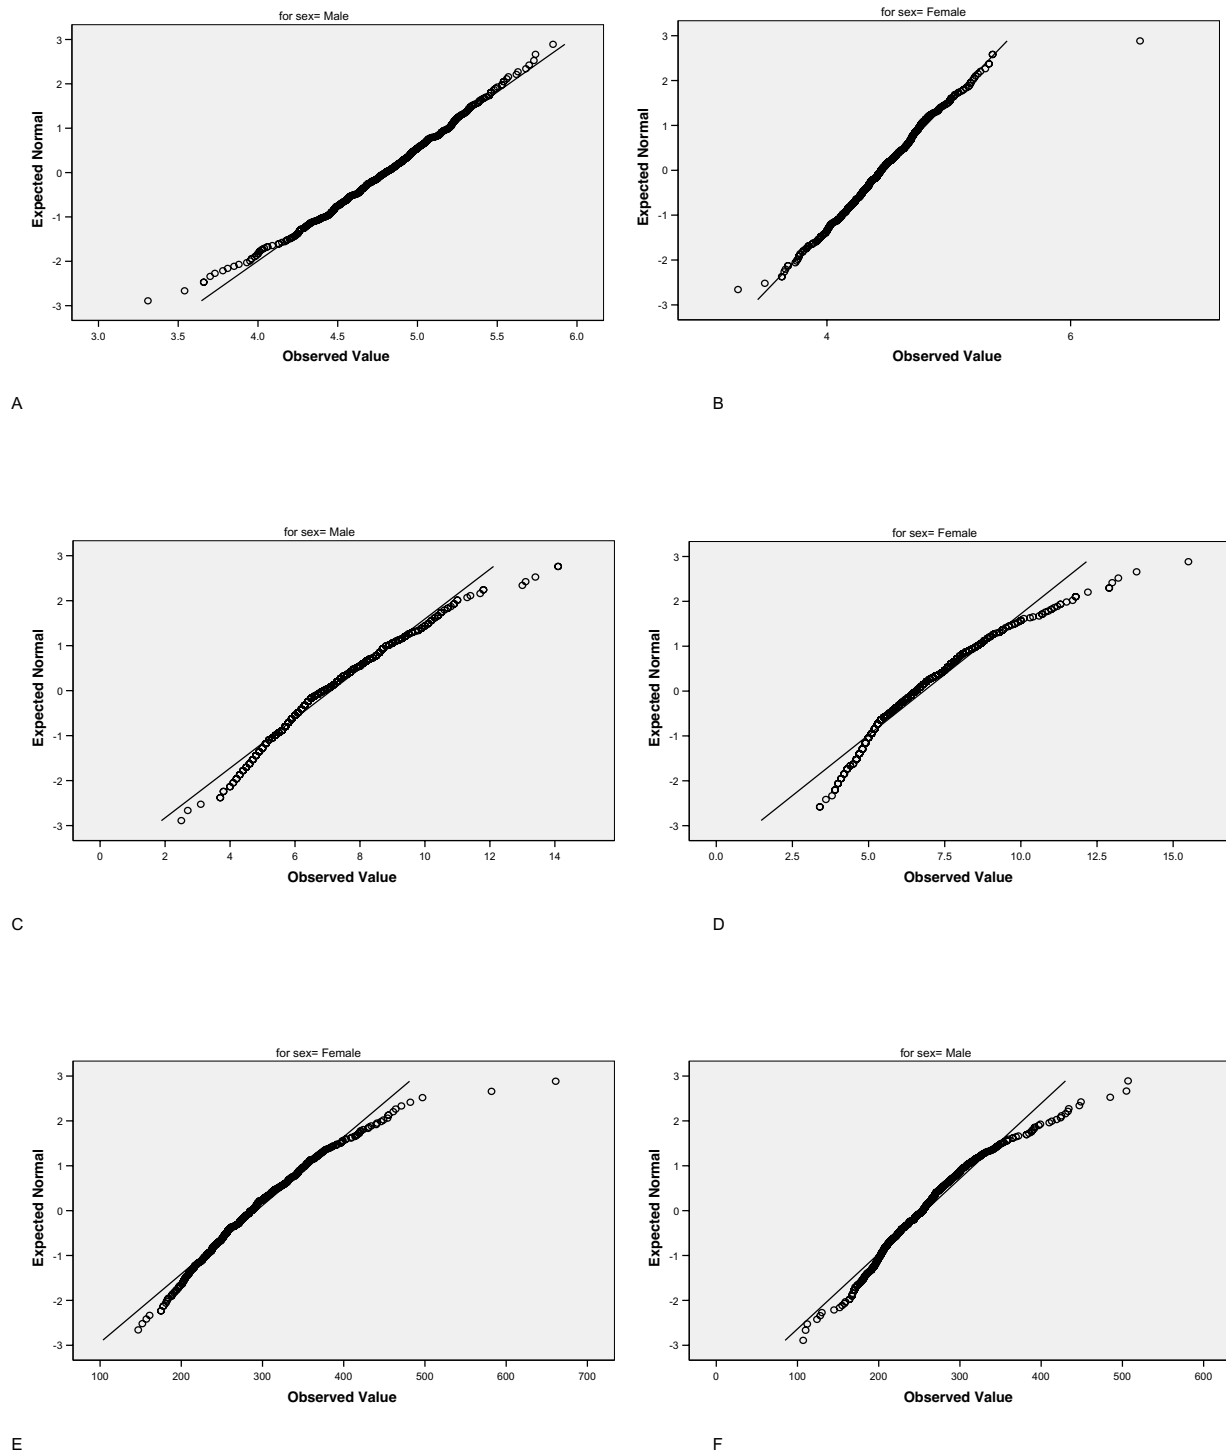 for sex= Male
3
2
1
0
-1
-2
-3
Expected Normal
3.0 3.5 4.0 4.5 5.0 5.5 6.0
Observed Value
A
for sex= Female
3
2
1
0
-1
-2
-3
Expected Normal
4 6
Observed Value
B
for sex= Male
3
2
1
0
-1
-2
-3
Expected Normal
0 2 4 6 8 10 12 14
Observed Value
C
for sex= Female
3
2
1
0
-1
-2
-3
Expected Normal
0.0 2.5 5.0 7.5 10.0 12.5 15.0
Observed Value
D
for sex= Female
3
2
1
0
-1
-2
-3
Expected Normal
100 200 300 400 500 600 700
Observed Value
E
for sex= Male
3
2
1
0
-1
-2
-3
Expected Normal
0 100 200 300 400 500 600
Observed Value
F